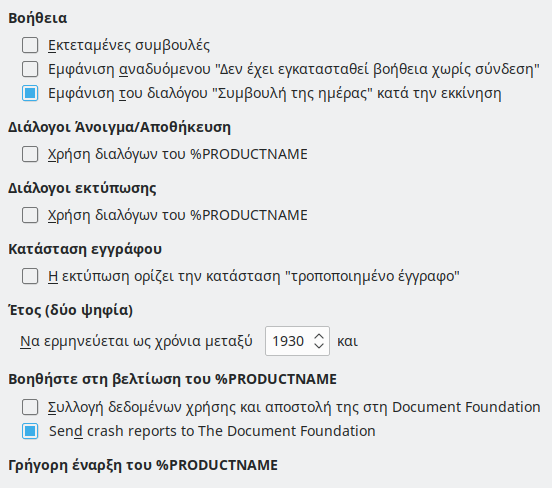 Βοήθεια
Εκτεταμένες συμβουλές
Εμφάνιση αναδυόμενου "Δεν έχει εγκατασταθεί βοήθεια χωρίς σύνδεση"
Εμφάνιση του διαλόγου "Συμβουλή της ημέρας" κατά την εκκίνηση
Διάλογοι Άνοιγμα/Αποθήκευση
Χρήση διαλόγων του %PRODUCTNAME
Διάλογοι εκτύπωσης
Χρήση διαλόγων του %PRODUCTNAME
Κατάσταση εγγράφου
Η εκτύπωση ορίζει την κατάσταση "τροποποιημένο έγγραφο"
Έτος (δύο ψηφία)
Να ερμηνεύεται ως χρόνια μεταξύ 1930 και
Βοηθήστε στη βελτίωση του %PRODUCTNAME
Συλλογή δεδομένων χρήσης και αποστολή της στη Document Foundation
Send crash reports to The Document Foundation
Γρήγορη έναρξη του %PRODUCTNAME